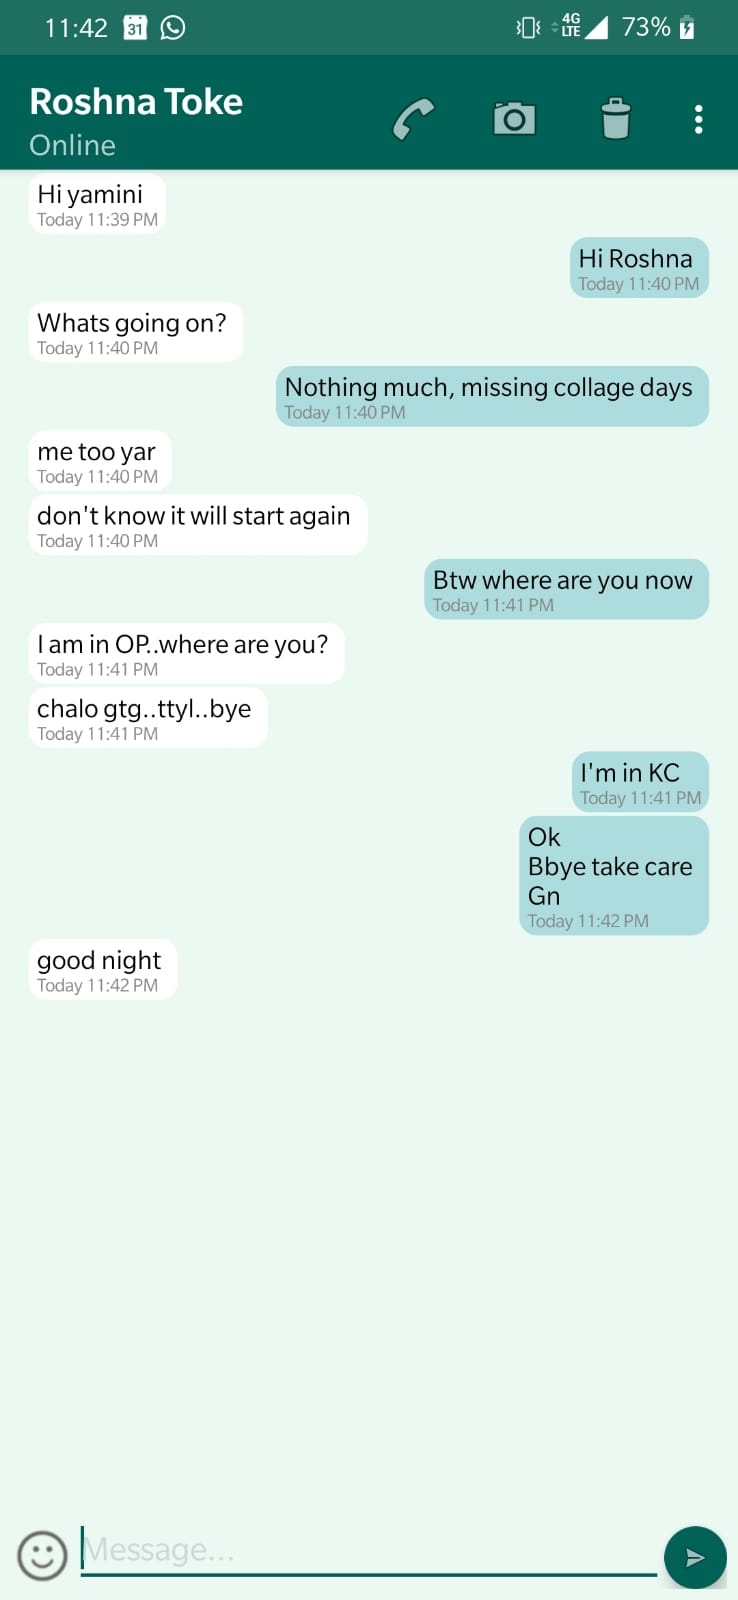 11:42 31 4G LTE 73%
Roshna Toke
Online
Hi yamini
Today 11:39 PM
Hi Roshna
Today 11:40 PM
Whats going on?
Today 11:40 PM
Nothing much, missing collage days
Today 11:40 PM
me too yar
Today 11:40 PM
don't know it will start again
Today 11:40 PM
Btw where are you now
Today 11:41 PM
I am in OP..where are you?
Today 11:41 PM
chalo gtg..ttyl..bye
Today 11:41 PM
I'm in KC
Today 11:41 PM
Ok
Bbye take care
Gn
Today 11:42 PM
good night
Today 11:42 PM
Message...